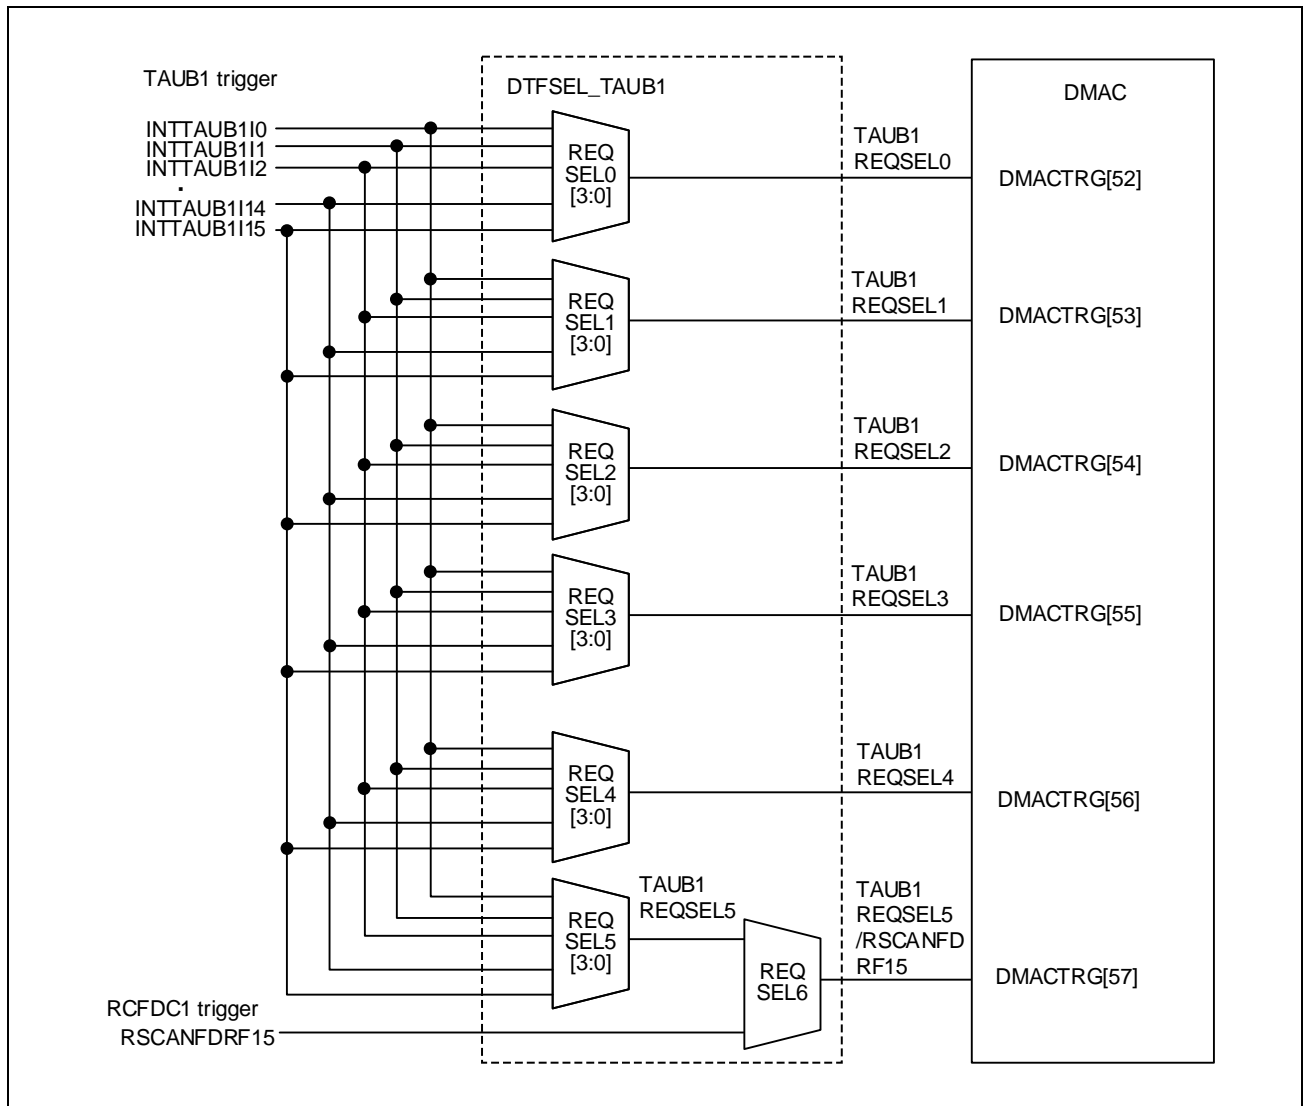 TAUB1 trigger
INTTAUB1I0
INTTAUB1I1
INTTAUB1I2
.
INTTAUB1I14
INTTAUB1I15
DTFSEL_TAUB1
REQ
SEL0
[3:0]
TAUB1
REQSEL0
DMAC
DMACTRG[52]
REQ
SEL1
[3:0]
TAUB1
REQSEL1
DMACTRG[53]
REQ
SEL2
[3:0]
TAUB1
REQSEL2
DMACTRG[54]
REQ
SEL3
[3:0]
TAUB1
REQSEL3
DMACTRG[55]
REQ
SEL4
[3:0]
TAUB1
REQSEL4
DMACTRG[56]
REQ
SEL5
[3:0]
TAUB1
REQSEL5
REQ
SEL6
TAUB1
REQSEL5
/RSCANFD
RF15
DMACTRG[57]
RCFDC1 trigger
RSCANFDRF15